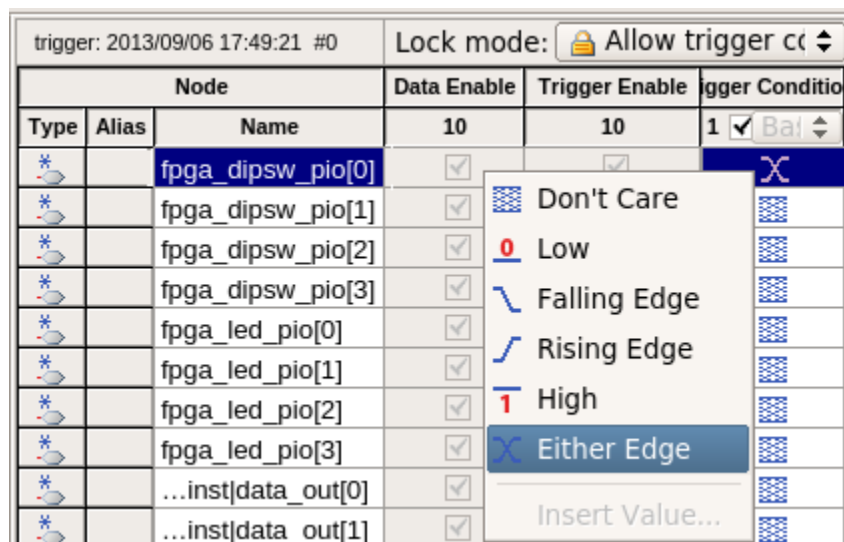 trigger: 2013/09/06 17:49:21 #0 Lock mode: Allow trigger co
Node Data Enable Trigger Enable igger Conditio
Type Alias Name 10 10 1 Bas
fpga_dipsw_pio[0]
fpga_dipsw_pio[1]
fpga_dipsw_pio[2]
fpga_dipsw_pio[3]
fpga_led_pio[0]
fpga_led_pio[1]
fpga_led_pio[2]
fpga_led_pio[3]
...inst|data_out[0]
...inst|data_out[1]
Don't Care
0 Low
Falling Edge
Rising Edge
1 High
Either Edge
Insert Value...